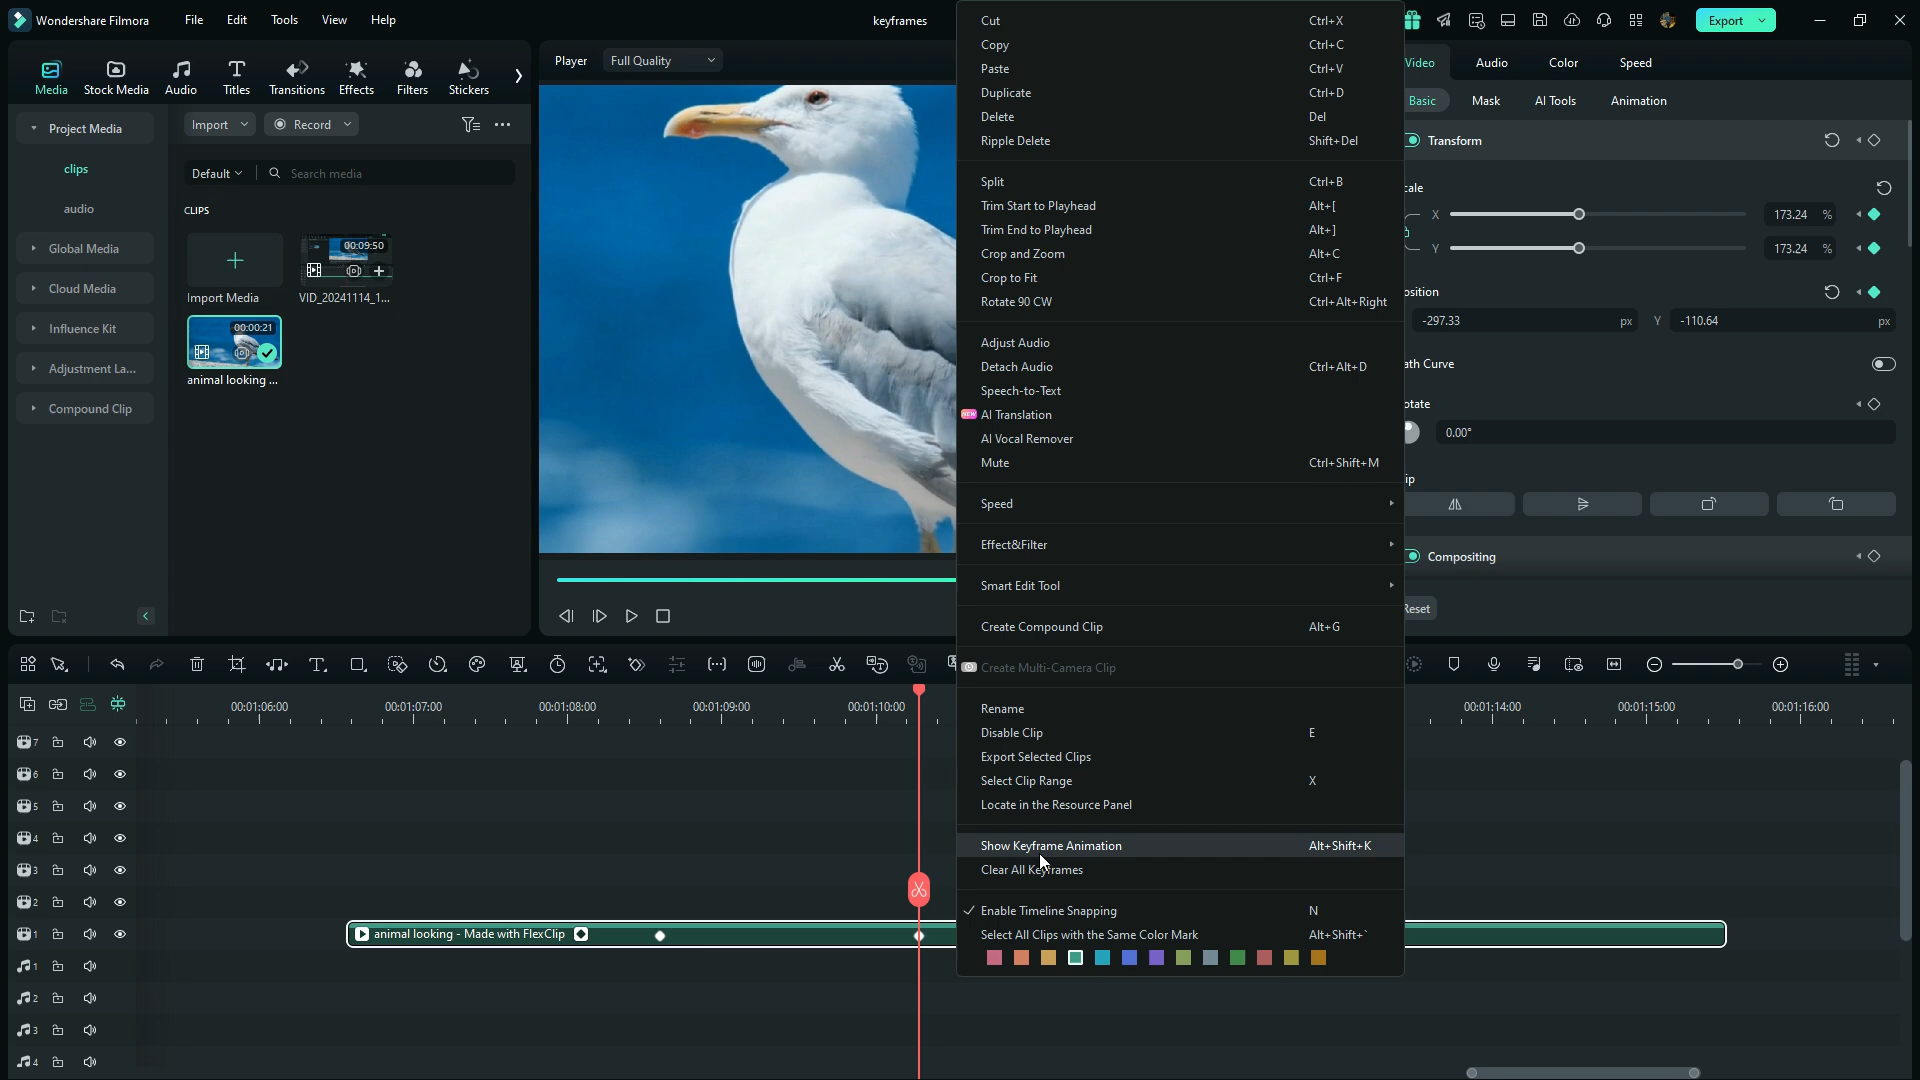 Wondershare Filmora
File Edit Tools View Help
keyframes
Export
Media Stock Media Audio Titles Transitions Effects Filters Stickers
Project Media
clips
audio
Global Media
Cloud Media
Influence Kit
Adjustment La...
Compound Clip
Import Record
Default Search media
CLIPS
Import Media
00:09:50
VID_20241114_1...
00:00:21
animal looking ...
Player Full Quality
Cut Ctrl+X
Copy Ctrl+C
Paste Ctrl+V
Duplicate Ctrl+D
Delete Del
Ripple Delete Shift+Del
Split Ctrl+B
Trim Start to Playhead Alt+[
Trim End to Playhead Alt+]
Crop and Zoom Alt+C
Crop to Fit Ctrl+F
Rotate 90 CW Ctrl+Alt+Right
Adjust Audio
Detach Audio Ctrl+Alt+D
Speech-to-Text
NEW AI Translation
AI Vocal Remover
Mute Ctrl+Shift+M
Speed
Effect&Filter
Smart Edit Tool
Create Compound Clip Alt+G
Create Multi-Camera Clip
Rename
Disable Clip E
Export Selected Clips
Select Clip Range X
Locate in the Resource Panel
Show Keyframe Animation Alt+Shift+K
Clear All Keyframes
Enable Timeline Snapping N
Select All Clips with the Same Color Mark Alt+Shift+`
Video Audio Color Speed
Basic Mask AI Tools Animation
Transform
cale
X 173.24 %
Y 173.24 %
osition
-297.33 px Y -110.64 px
ath Curve
otate
0.00°
ip
Compositing
Reset
00:01:06:00 00:01:07:00 00:01:08:00 00:01:09:00 00:01:10:00 00:01:14:00 00:01:15:00 00:01:16:00
7
6
5
4
3
2
1 animal looking - Made with FlexClip
1
2
3
4